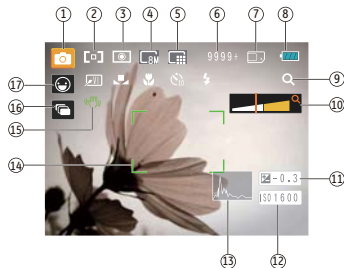 ① ② ③ ④ ⑤ ⑥ ⑦ ⑧
8M 9999+
⑰ ⑨
⑯ ⑩
⑮
⑭
-0.3 ⑪
ISO1600
⑬ ⑫